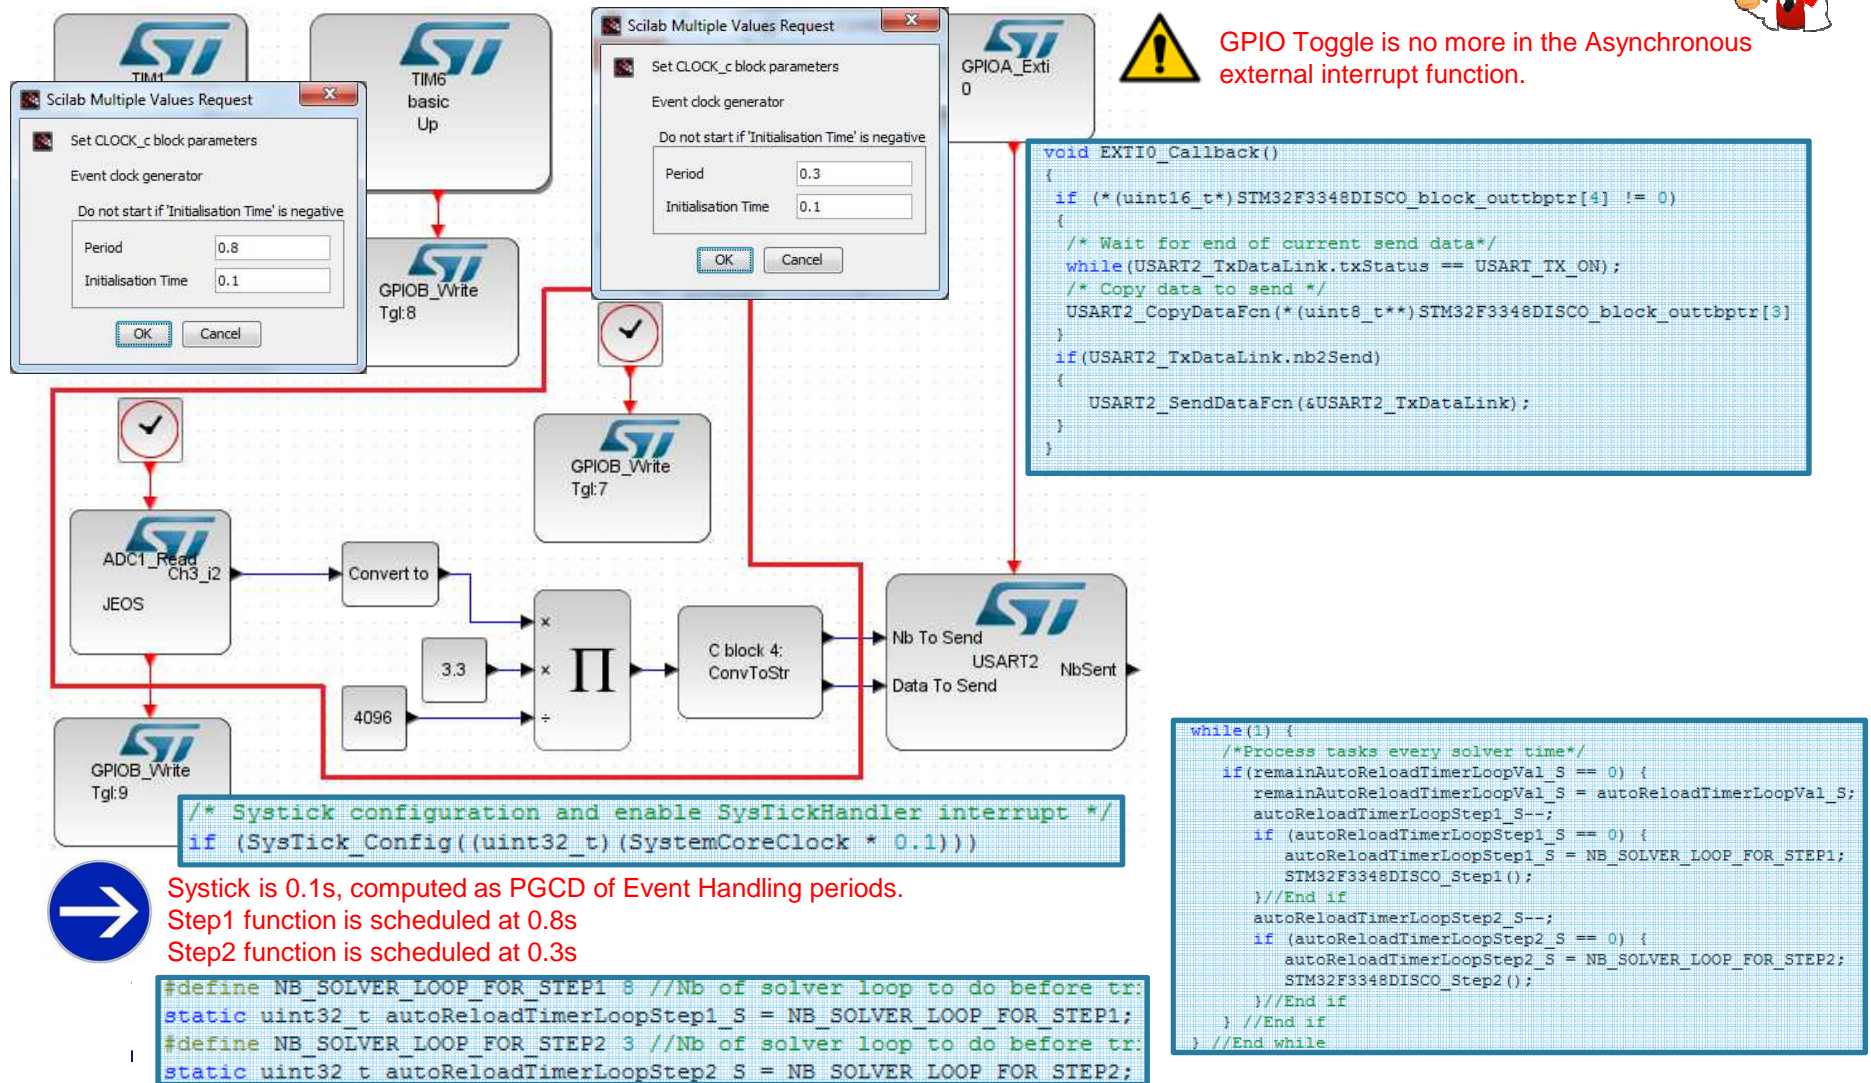 TIM1
TIM6
basic
Up
GPIOA_Exti
0
GPIO Toggle is no more in the Asynchronous
external interrupt function.
Scilab Multiple Values Request
Set CLOCK_c block parameters
Event clock generator
Do not start if 'Initialisation Time' is negative
Period 0.8
Initialisation Time 0.1
OK Cancel
Scilab Multiple Values Request
Set CLOCK_c block parameters
Event clock generator
Do not start if 'Initialisation Time' is negative
Period 0.3
Initialisation Time 0.1
OK Cancel
GPIOB_Write
Tgl:8
void EXTI0_Callback()
{
if (*(uint16_t*)STM32F3348DISCO_block_outtbptr[4] != 0)
{
/* Wait for end of current send data*/
while(USART2_TxDataLink.txStatus == USART_TX_ON);
/* Copy data to send */
USART2_CopyDataFcn(*(uint8_t**)STM32F3348DISCO_block_outtbptr[3]
}
if(USART2_TxDataLink.nb2Send)
{
USART2_SendDataFcn(&USART2_TxDataLink);
}
}
GPIOB_Write
Tgl:7
ADC1_Read
Ch3_i2
JEOS
Convert to
×
3.3
×
4096
÷
Π
C block 4:
ConvToStr
Nb To Send
USART2
NbSent
Data To Send
GPIOB_Write
Tgl:9
/* Systick configuration and enable SysTickHandler interrupt */
if (SysTick_Config((uint32_t)(SystemCoreClock * 0.1)))
Systick is 0.1s, computed as PGCD of Event Handling periods.
Step1 function is scheduled at 0.8s
Step2 function is scheduled at 0.3s
#define NB_SOLVER_LOOP_FOR_STEP1 8 //Nb of solver loop to do before tr
static uint32_t autoReloadTimerLoopStep1_S = NB_SOLVER_LOOP_FOR_STEP1;
#define NB_SOLVER_LOOP_FOR_STEP2 3 //Nb of solver loop to do before tr
static uint32_t autoReloadTimerLoopStep2_S = NB_SOLVER_LOOP_FOR_STEP2;
while(1) {
/*Process tasks every solver time*/
if(remainAutoReloadTimerLoopVal_S == 0) {
remainAutoReloadTimerLoopVal_S = autoReloadTimerLoopVal_S;
autoReloadTimerLoopStep1_S--;
if (autoReloadTimerLoopStep1_S == 0) {
autoReloadTimerLoopStep1_S = NB_SOLVER_LOOP_FOR_STEP1;
STM32F3348DISCO_Step1();
}//End if
autoReloadTimerLoopStep2_S--;
if (autoReloadTimerLoopStep2_S == 0) {
autoReloadTimerLoopStep2_S = NB_SOLVER_LOOP_FOR_STEP2;
STM32F3348DISCO_Step2();
}//End if
} //End if
} //End while